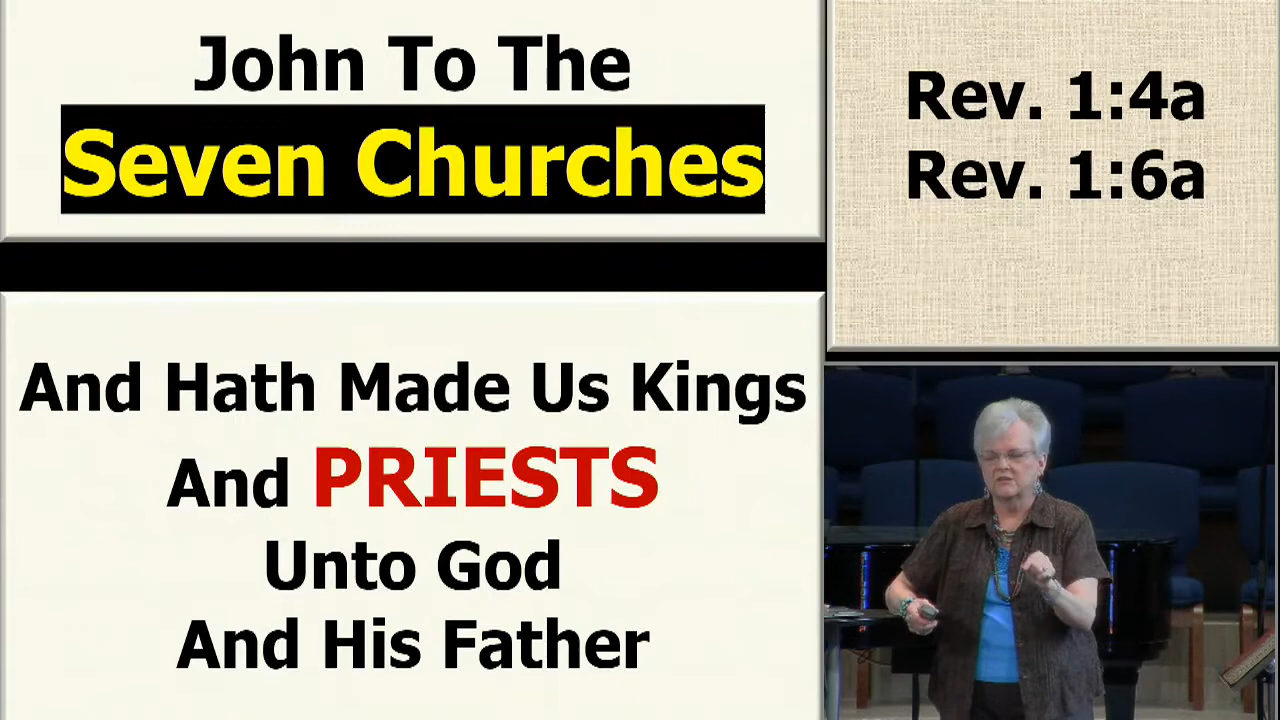 John To The
Seven Churches
Rev. 1:4a
Rev. 1:6a
And Hath Made Us Kings
And PRIESTS
Unto God
And His Father